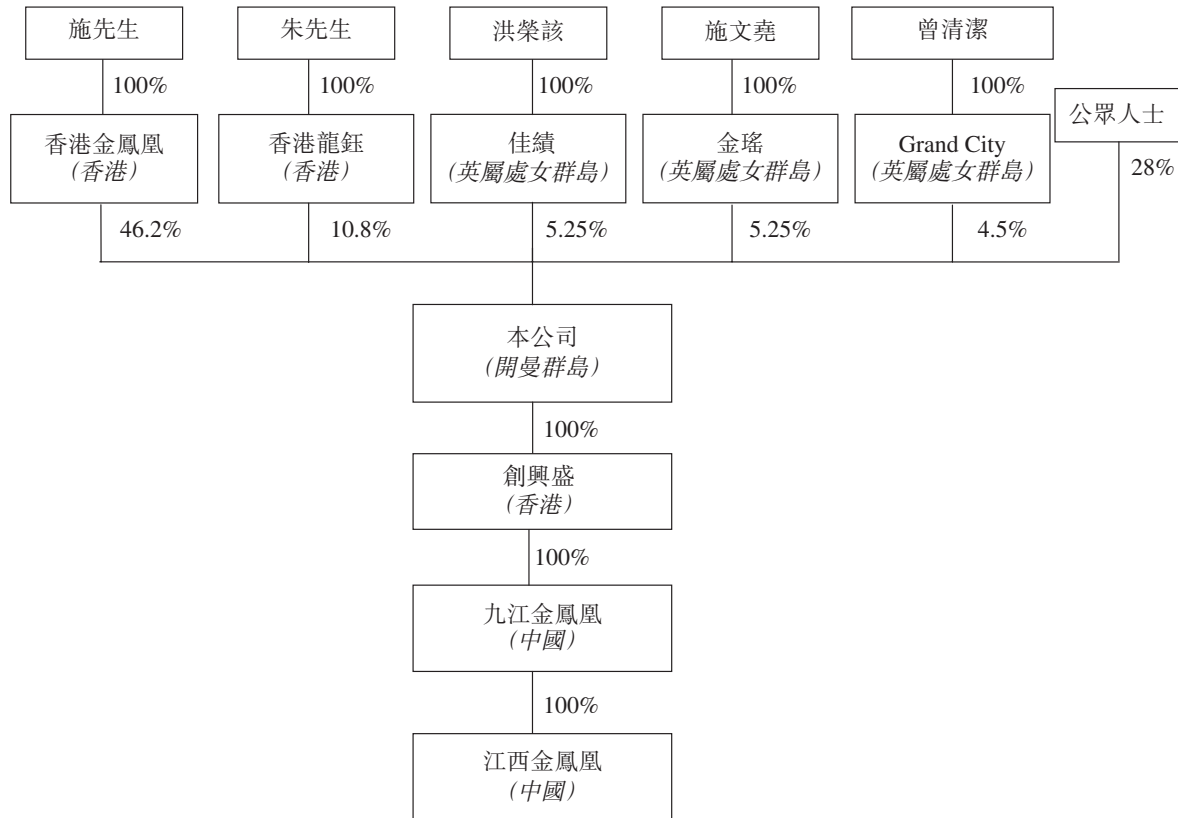 施先生
朱先生
洪榮該
施文堯
曾清潔
100%
100%
100%
100%
100%
香港金鳳凰
(香港)
香港龍鈺
(香港)
佳績
(英屬處女群島)
金瑤
(英屬處女群島)
Grand City
(英屬處女群島)
公眾人士
28%
46.2%
10.8%
5.25%
5.25%
4.5%
本公司
(開曼群島)
100%
創興盛
(香港)
100%
九江金鳳凰
(中國)
100%
江西金鳳凰
(中國)